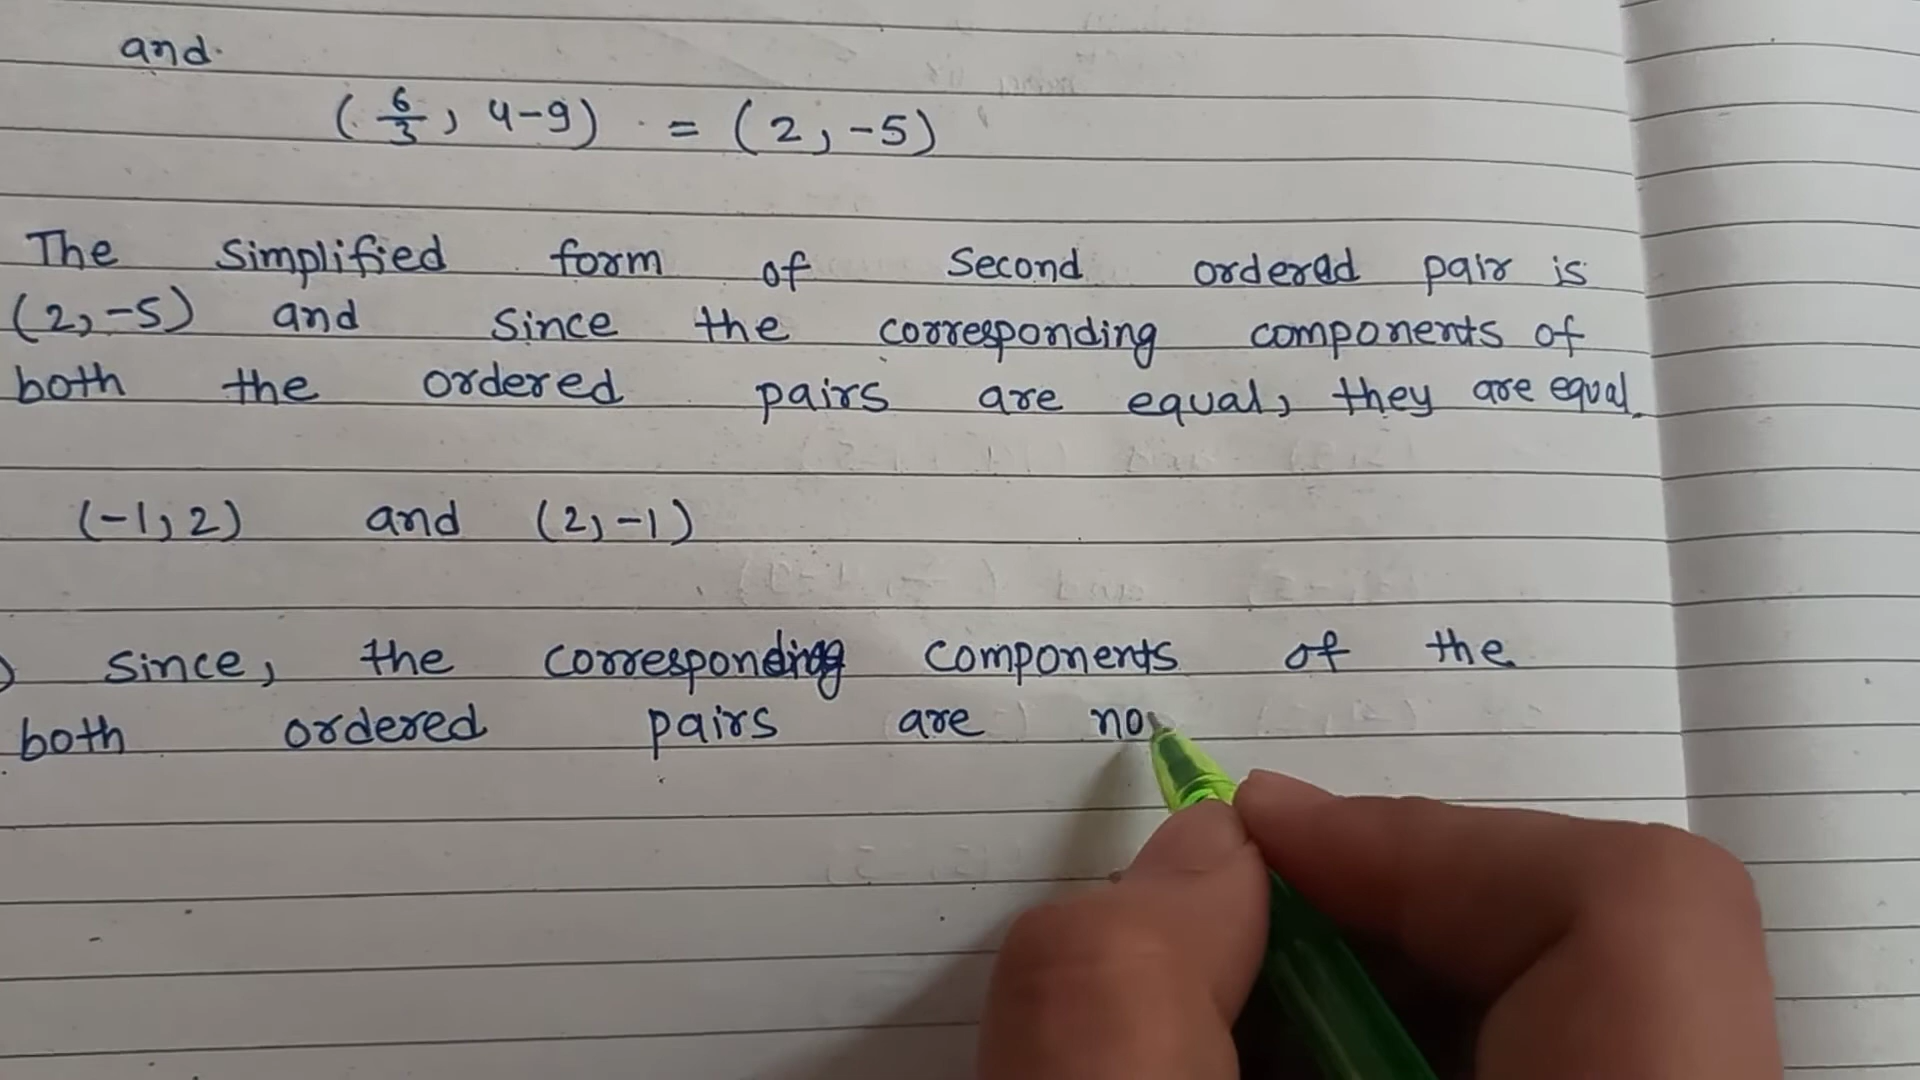 and.
(6/3, 4-9) = (2, -5)
The simplified form of second ordered pair is
(2, -5) and since the corresponding components of
both the ordered pairs are equal, they are equal.
(-1, 2) and (2, -1)
) since, the corresponding components of the
both ordered pairs are no